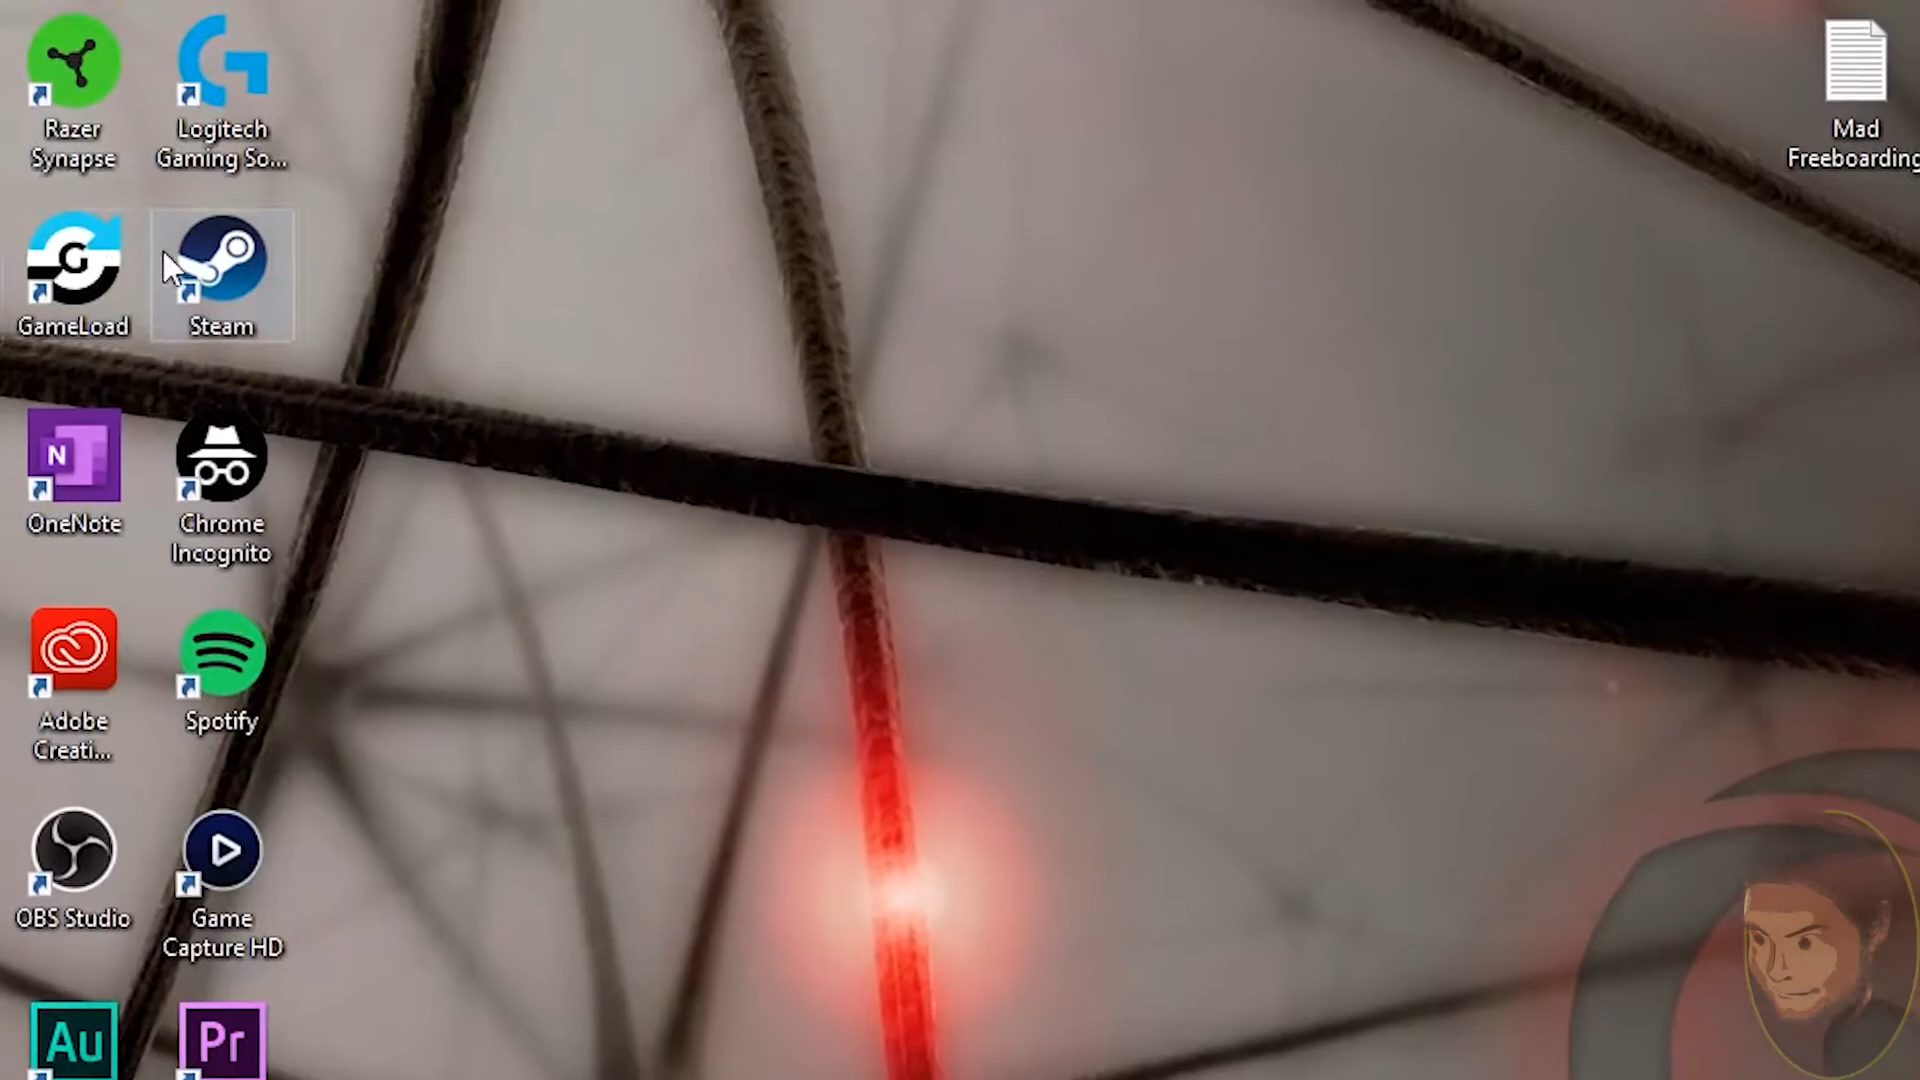 Razer
Synapse
Logitech
Gaming So...
Mad
Freeboarding
G
GameLoad
Steam
N
OneNote
Chrome
Incognito
Adobe
Creati...
Spotify
OBS Studio
Game
Capture HD
Au
Pr